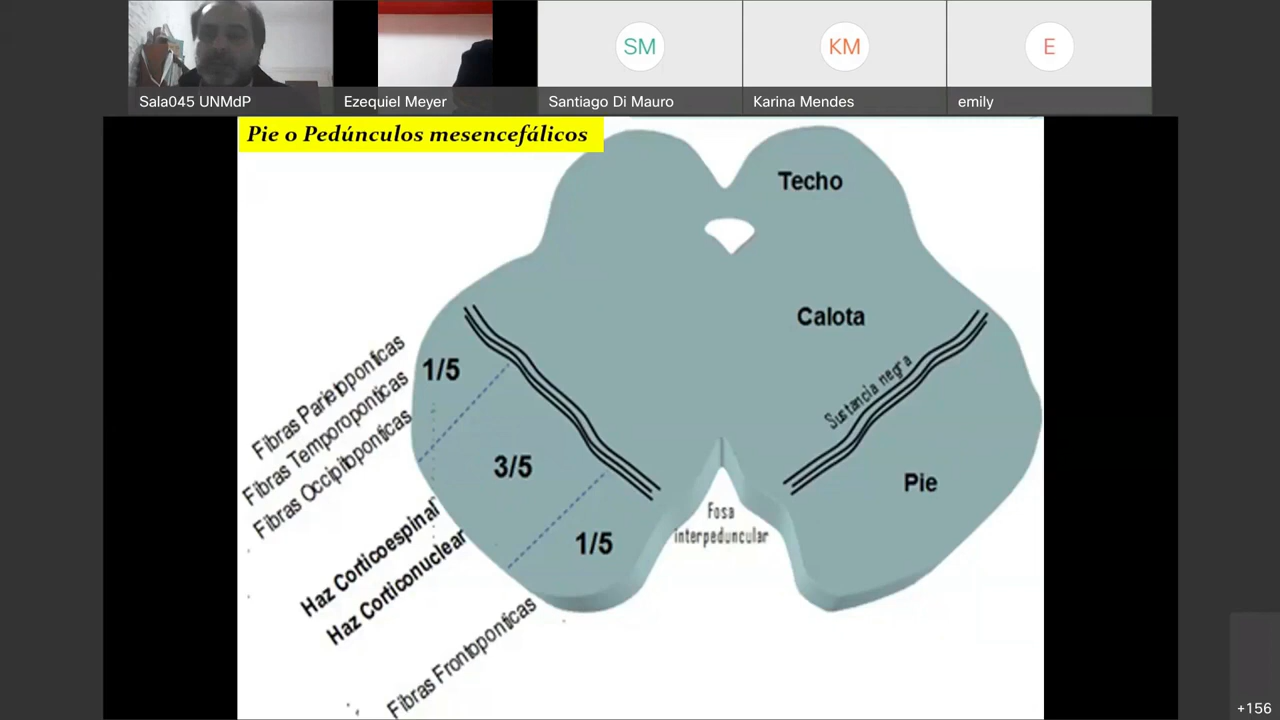 SM
KM
E
Sala045 UNMdP
Ezequiel Meyer
Santiago Di Mauro
Karina Mendes
emily
Pie o Pedúnculos mesencefálicos
Techo
Calota
Sustancia negra
Pie
Fosa
interpeduncular
1/5
3/5
1/5
Fibras Parietoponticas
Fibras Temporoponticas
Fibras Occipitoponticas
Haz Corticoespinal
Haz Corticonuclear
Fibras Frontoponticas
+156